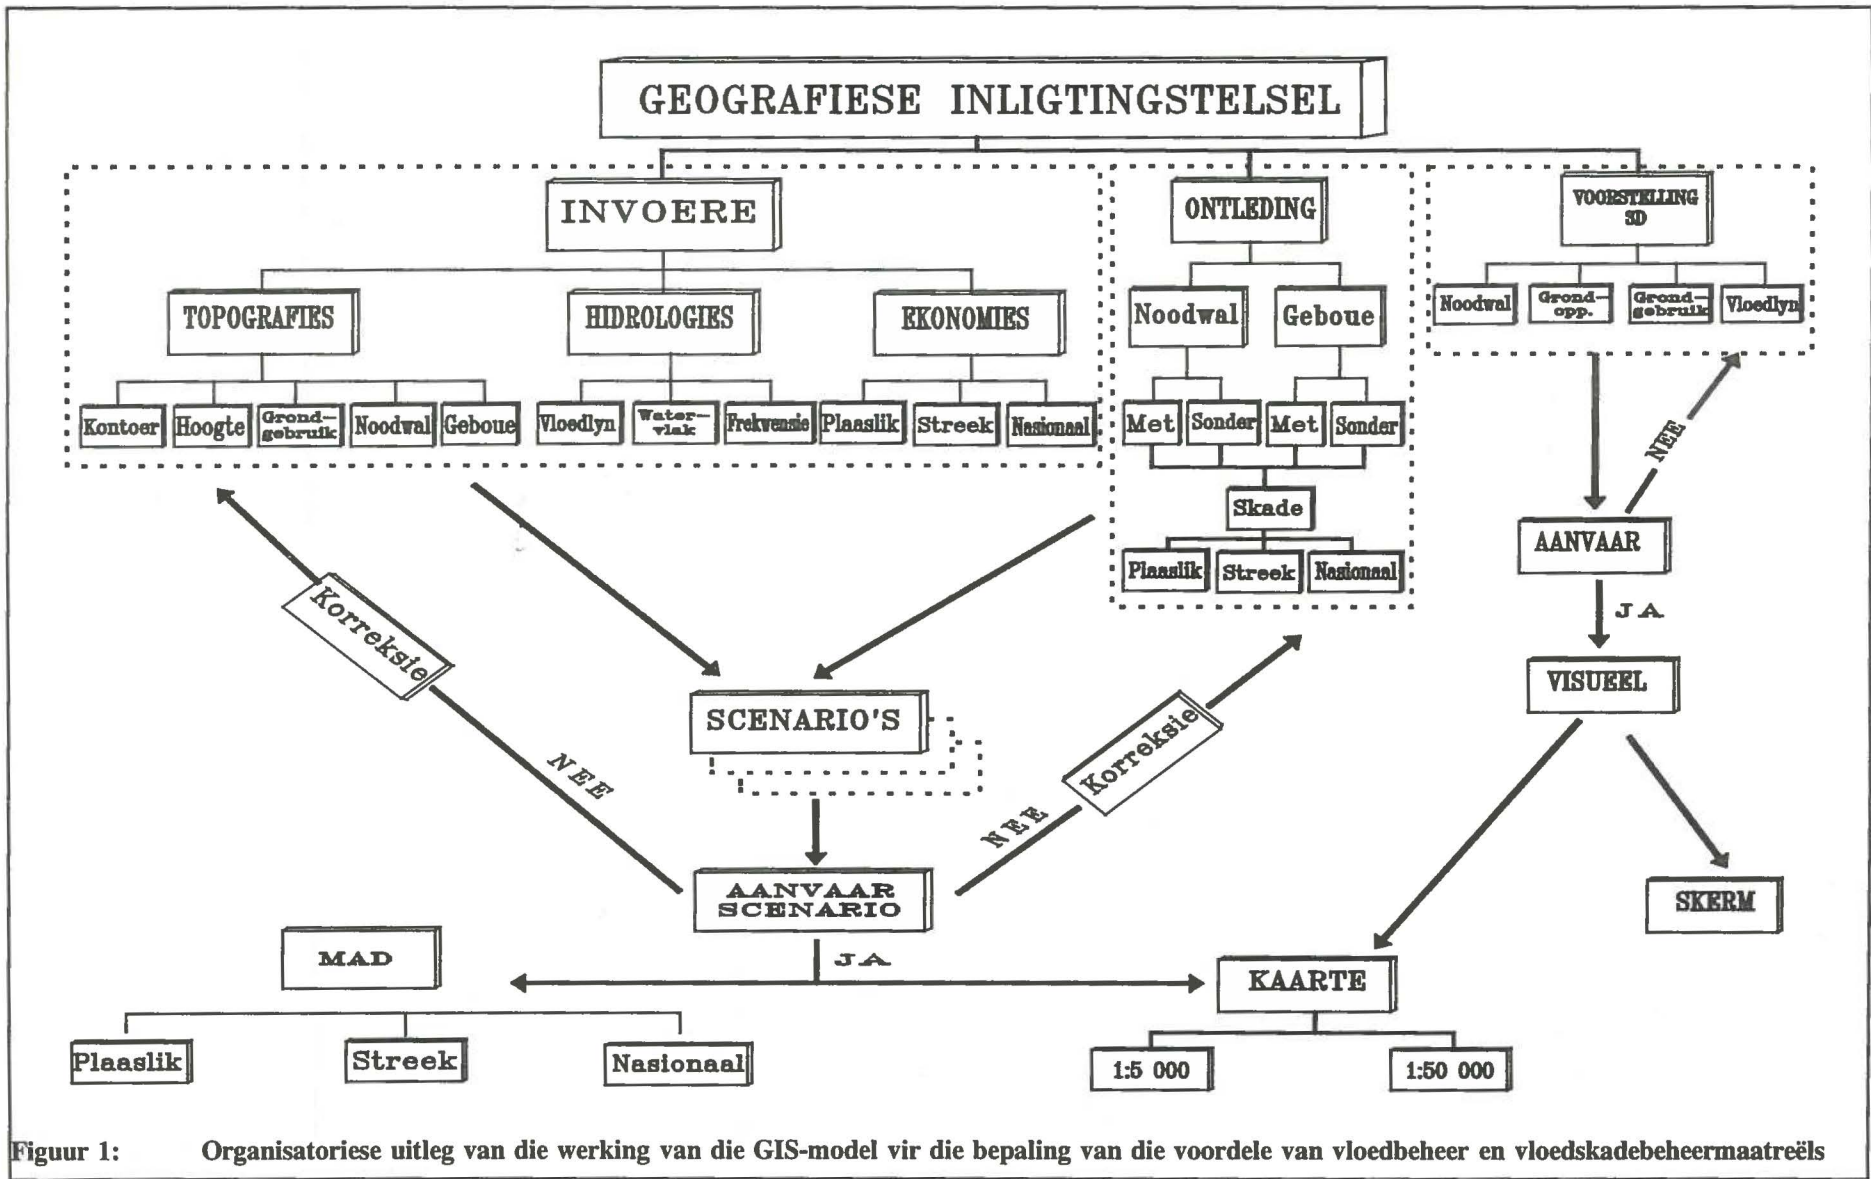 GEOGRAFIESE INLIGTINGSTELSEL
INVOERE
ONTLEDING
VOORSTELLING
3D
TOPOGRAFIES
HIDROLOGIES
EKONOMIES
Noodwal
Geboue
Noodwal
Grond-
opp.
Grond-
gebruik
Vloedlyn
Kontoer
Hoogte
Grond-
gebruik
Noodwal
Geboue
Vloedlyn
Water-
vlak
Frekwensie
Plaaslik
Streek
Nasionaal
Met
Sonder
Met
Sonder
Skade
Plaaslik
Streek
Nasionaal
NEE
AANVAAR
JA
VISUEEL
Korreksie
Korreksie
SCENARIO'S
NEE
NEE
AANVAAR
SCENARIO
JA
SKERM
MAD
KAARTE
Plaaslik
Streek
Nasionaal
1:5 000
1:50 000
Figuur 1: Organisatoriese uitleg van die werking van die GIS-model vir die bepaling van die voordele van vloedbeheer en vloedskadebeheermaatreëls